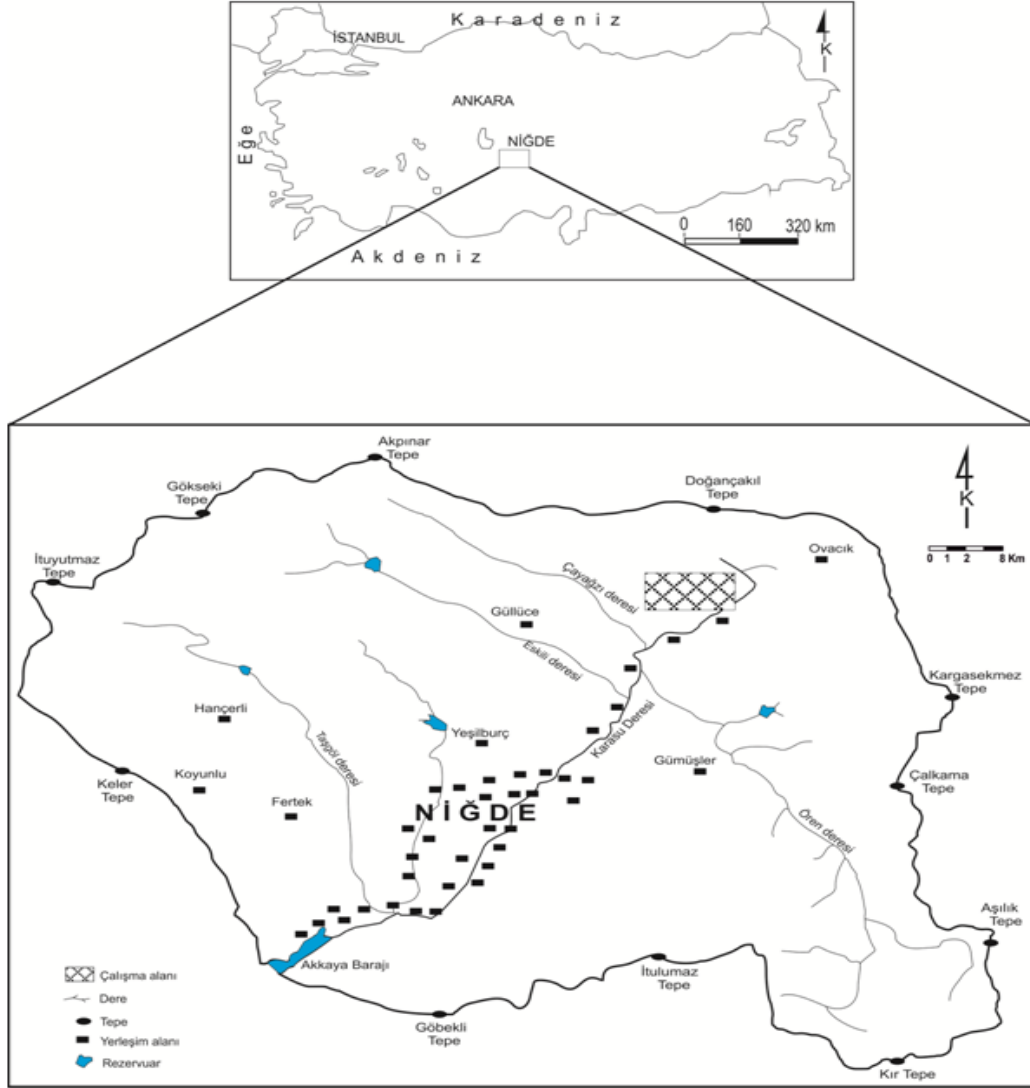 Karadeniz
İSTANBUL
K
ANKARA
Eğe
NİĞDE
0 160 320 km
Akdeniz
Akpınar
Tepe
Gökseki
Tepe
Doğançakıl
Tepe
K
0 1 2 8 Km
Ovacık
İtuyutmaz
Tepe
Çayağzı deresi
Güllüce
Eskili deresi
Kargasekmez
Tepe
Hançerli
Taşgöl deresi
Yeşilburç
Karasu Deresi
Gümüşler
Keler
Tepe
Koyunlu
Çalkama
Tepe
Fertek
NİĞDE
Ören deresi
Aşılık
Tepe
Akkaya Barajı
İtulumaz
Tepe
Çalışma alanı
Dere
Tepe
Yerleşim alanı
Rezervuar
Göbekli
Tepe
Kır Tepe